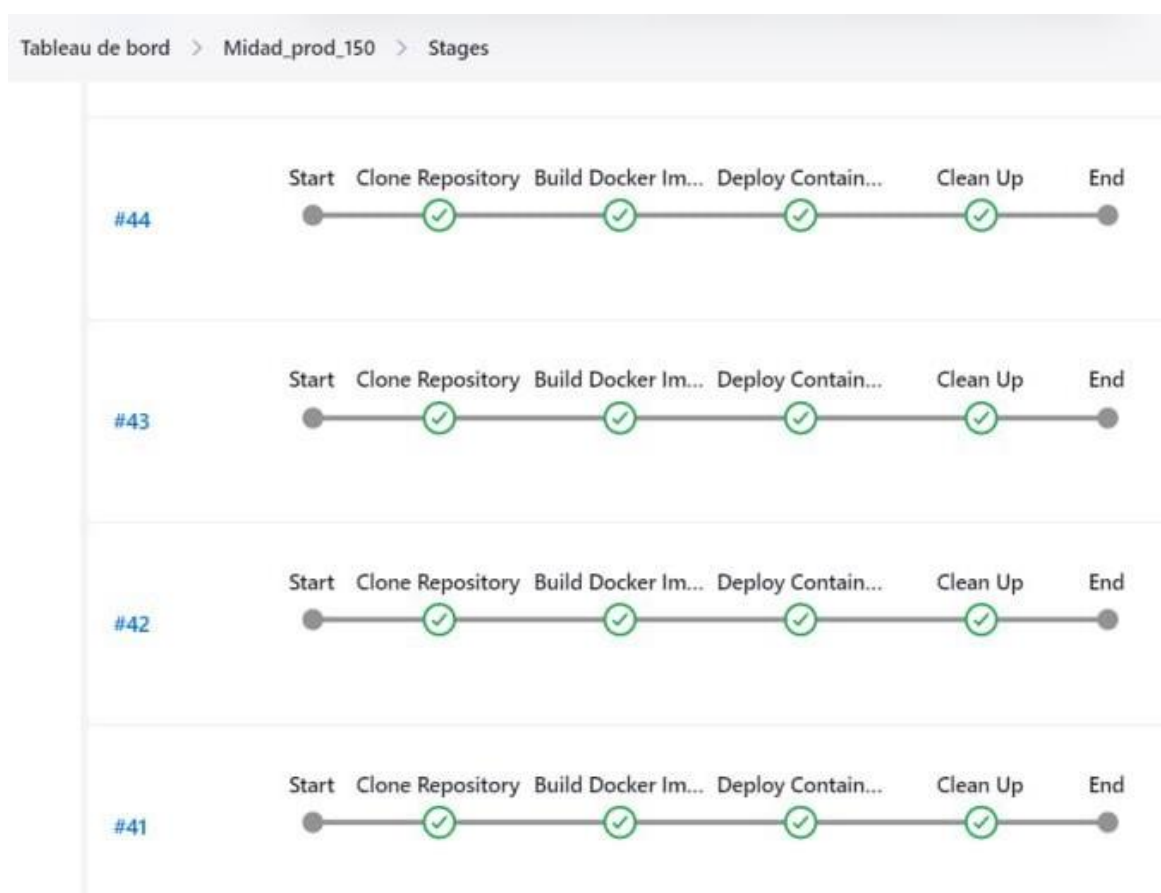 Tableau de bord > Midad_prod_150 > Stages
Start Clone Repository Build Docker Im... Deploy Contain... Clean Up End
#44
Start Clone Repository Build Docker Im... Deploy Contain... Clean Up End
#43
Start Clone Repository Build Docker Im... Deploy Contain... Clean Up End
#42
Start Clone Repository Build Docker Im... Deploy Contain... Clean Up End
#41